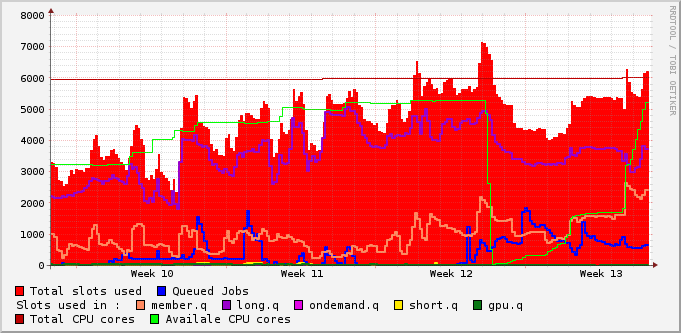 RRDTOOL / TOBI OETIKER
8000
7000
6000
5000
4000
3000
2000
1000
0
Week 10 Week 11 Week 12 Week 13
Total slots used Queued Jobs
Slots used in : member.q long.q ondemand.q short.q gpu.q
Total CPU cores Availale CPU cores